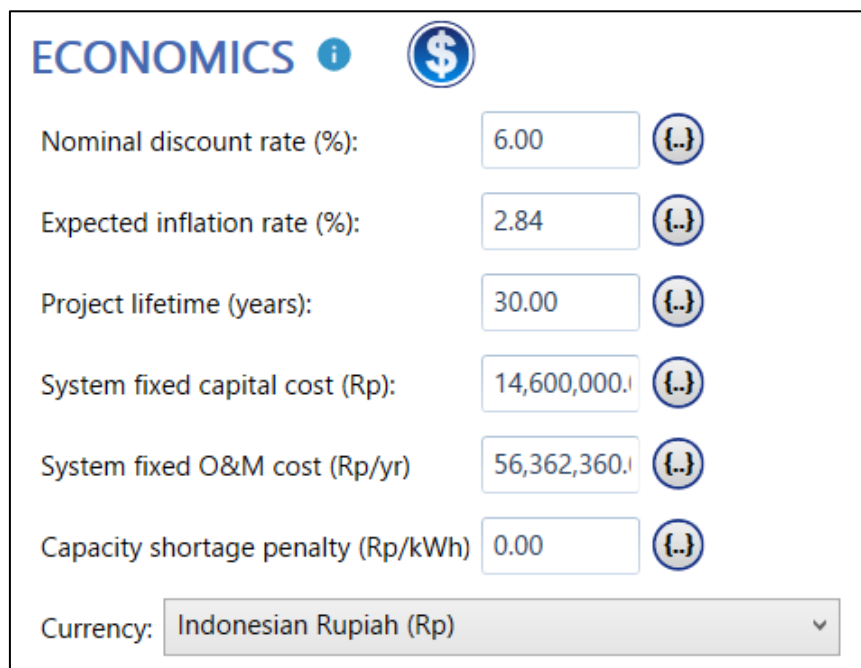 ECONOMICS i $
Nominal discount rate (%): 6.00 {..}
Expected inflation rate (%): 2.84 {..}
Project lifetime (years): 30.00 {..}
System fixed capital cost (Rp): 14,600,000. {..}
System fixed O&M cost (Rp/yr) 56,362,360. {..}
Capacity shortage penalty (Rp/kWh) 0.00 {..}
Currency: Indonesian Rupiah (Rp)